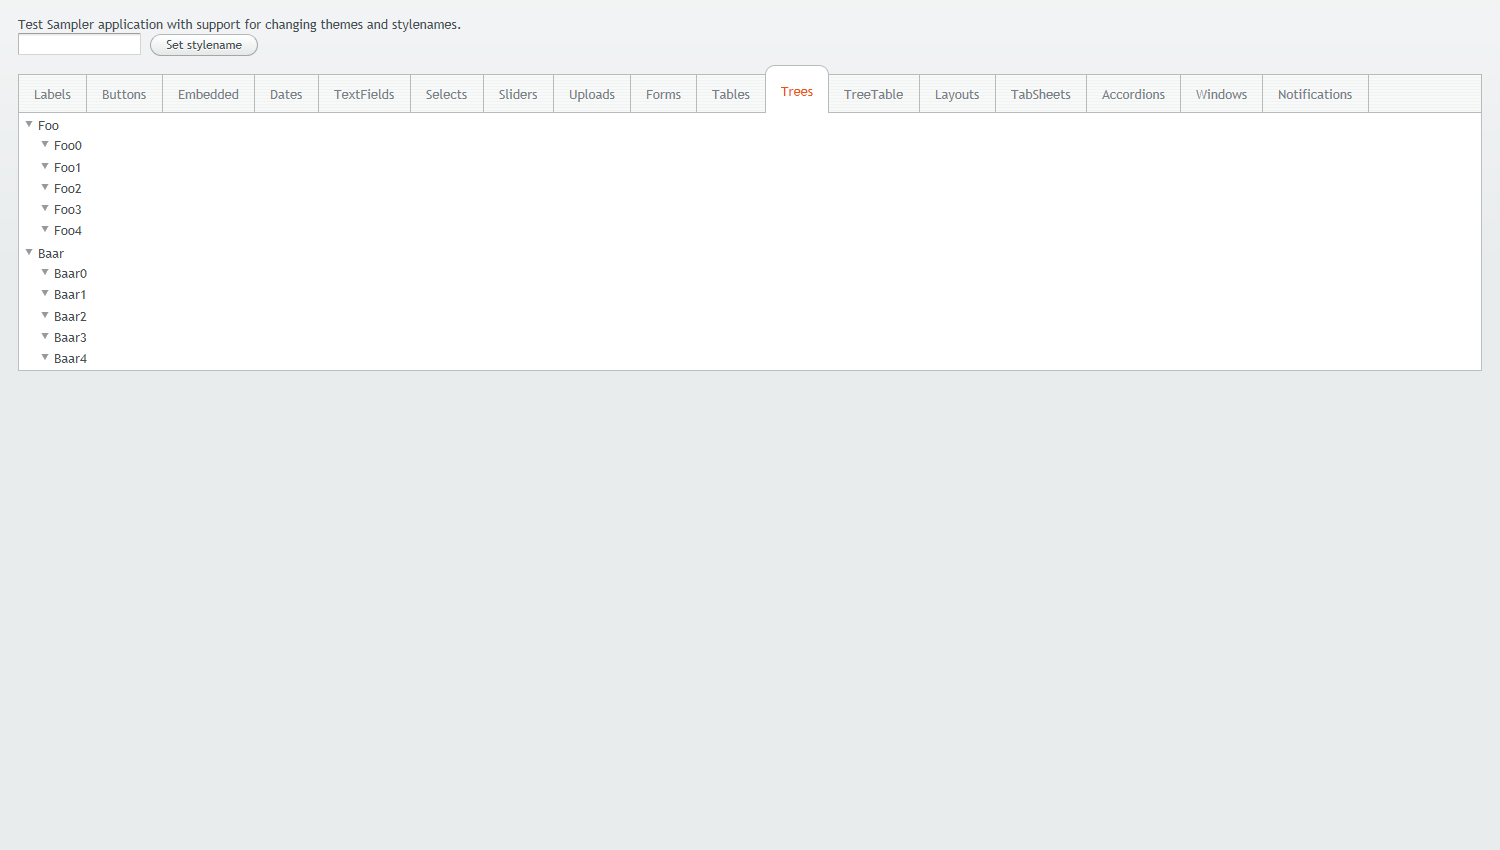 Test Sampler application with support for changing themes and stylenames.
Set stylename
Labels Buttons Embedded Dates TextFields Selects Sliders Uploads Forms Tables Trees TreeTable Layouts TabSheets Accordions Windows Notifications
Foo
Foo0
Foo1
Foo2
Foo3
Foo4
Baar
Baar0
Baar1
Baar2
Baar3
Baar4